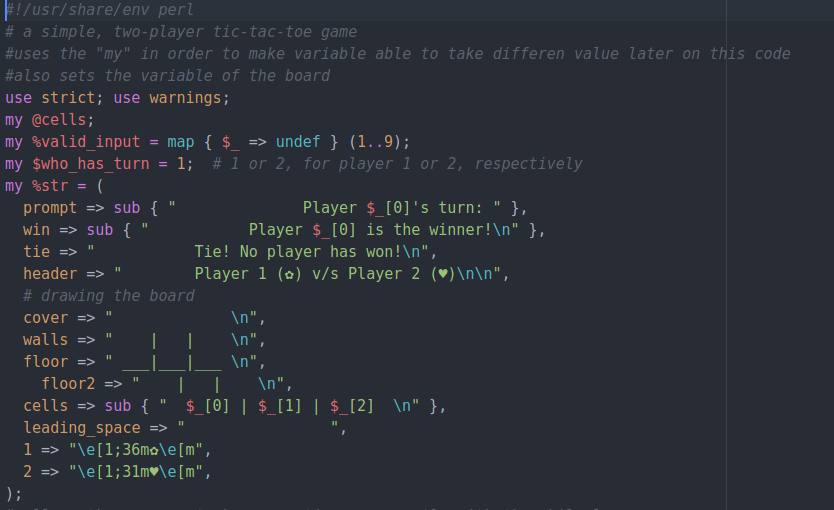 #!/usr/share/env perl
# a simple, two-player tic-tac-toe game
#uses the "my" in order to make variable able to take differen value later on this code
#also sets the variable of the board
use strict; use warnings;
my @cells;
my %valid_input = map { $_ => undef } (1..9);
my $who_has_turn = 1;  # 1 or 2, for player 1 or 2, respectively
my %str = (
  prompt => sub { "              Player $_[0]'s turn: " },
  win => sub { "           Player $_[0] is the winner!\n" },
  tie => "         Tie! No player has won!\n",
  header => "        Player 1 (✿) v/s Player 2 (♥)\n\n",
  # drawing the board
  cover => "             \n",
  walls => "    |   |    \n",
  floor => " ___|___|___ \n",
    floor2 => "    |   |    \n",
  cells => sub { "  $_[0] | $_[1] | $_[2]  \n" },
  leading_space => "                ",
  1 => "\e[1;36m✿\e[m",
  2 => "\e[1;31m♥\e[m",
);